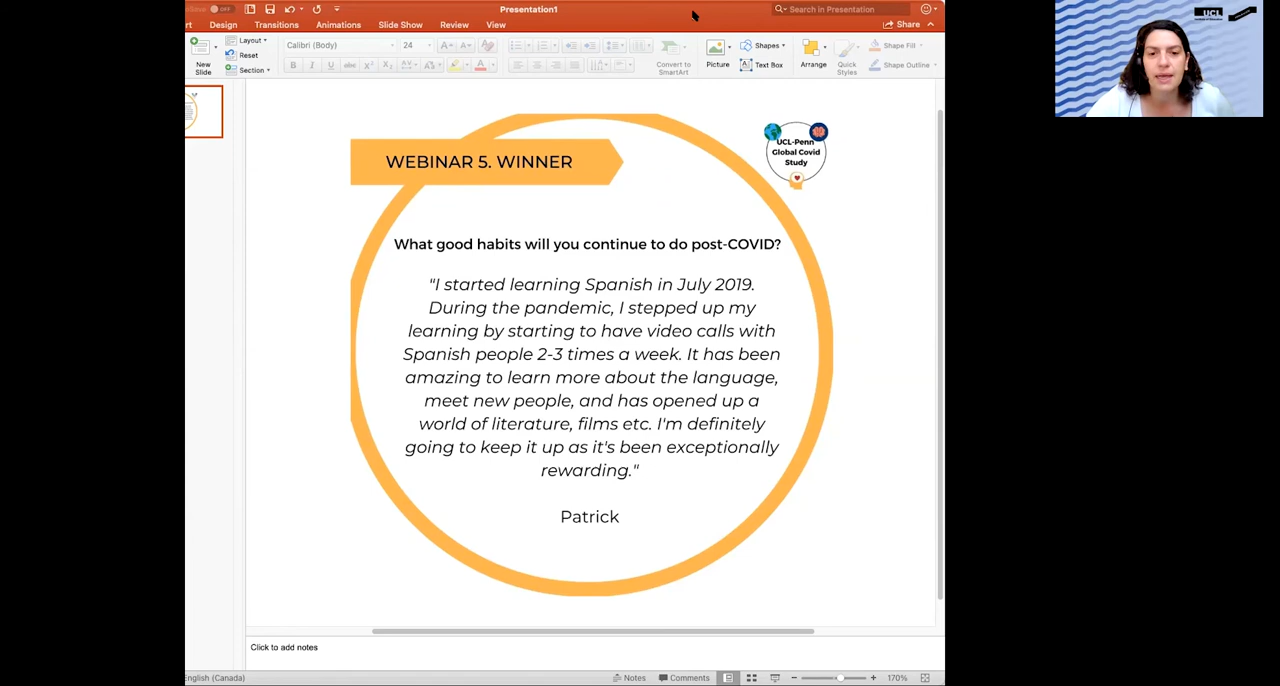 OFF
Presentation1
Search in Presentation
rt
Design
Transitions
Animations
Slide Show
Review
View
Share
New
Slide
Layout
Reset
Section
Calibri (Body)
24
Convert to
SmartArt
Picture
Shapes
Text Box
Arrange
Quick
Styles
Shape Fill
Shape Outline
UCL
WEBINAR 5. WINNER
UCL-Penn
Global Covid
Study
What good habits will you continue to do post-COVID?
"I started learning Spanish in July 2019.
During the pandemic, I stepped up my
learning by starting to have video calls with
Spanish people 2-3 times a week. It has been
amazing to learn more about the language,
meet new people, and has opened up a
world of literature, films etc. I'm definitely
going to keep it up as it's been exceptionally
rewarding."
Patrick
Click to add notes
English (Canada)
Notes
Comments
170%